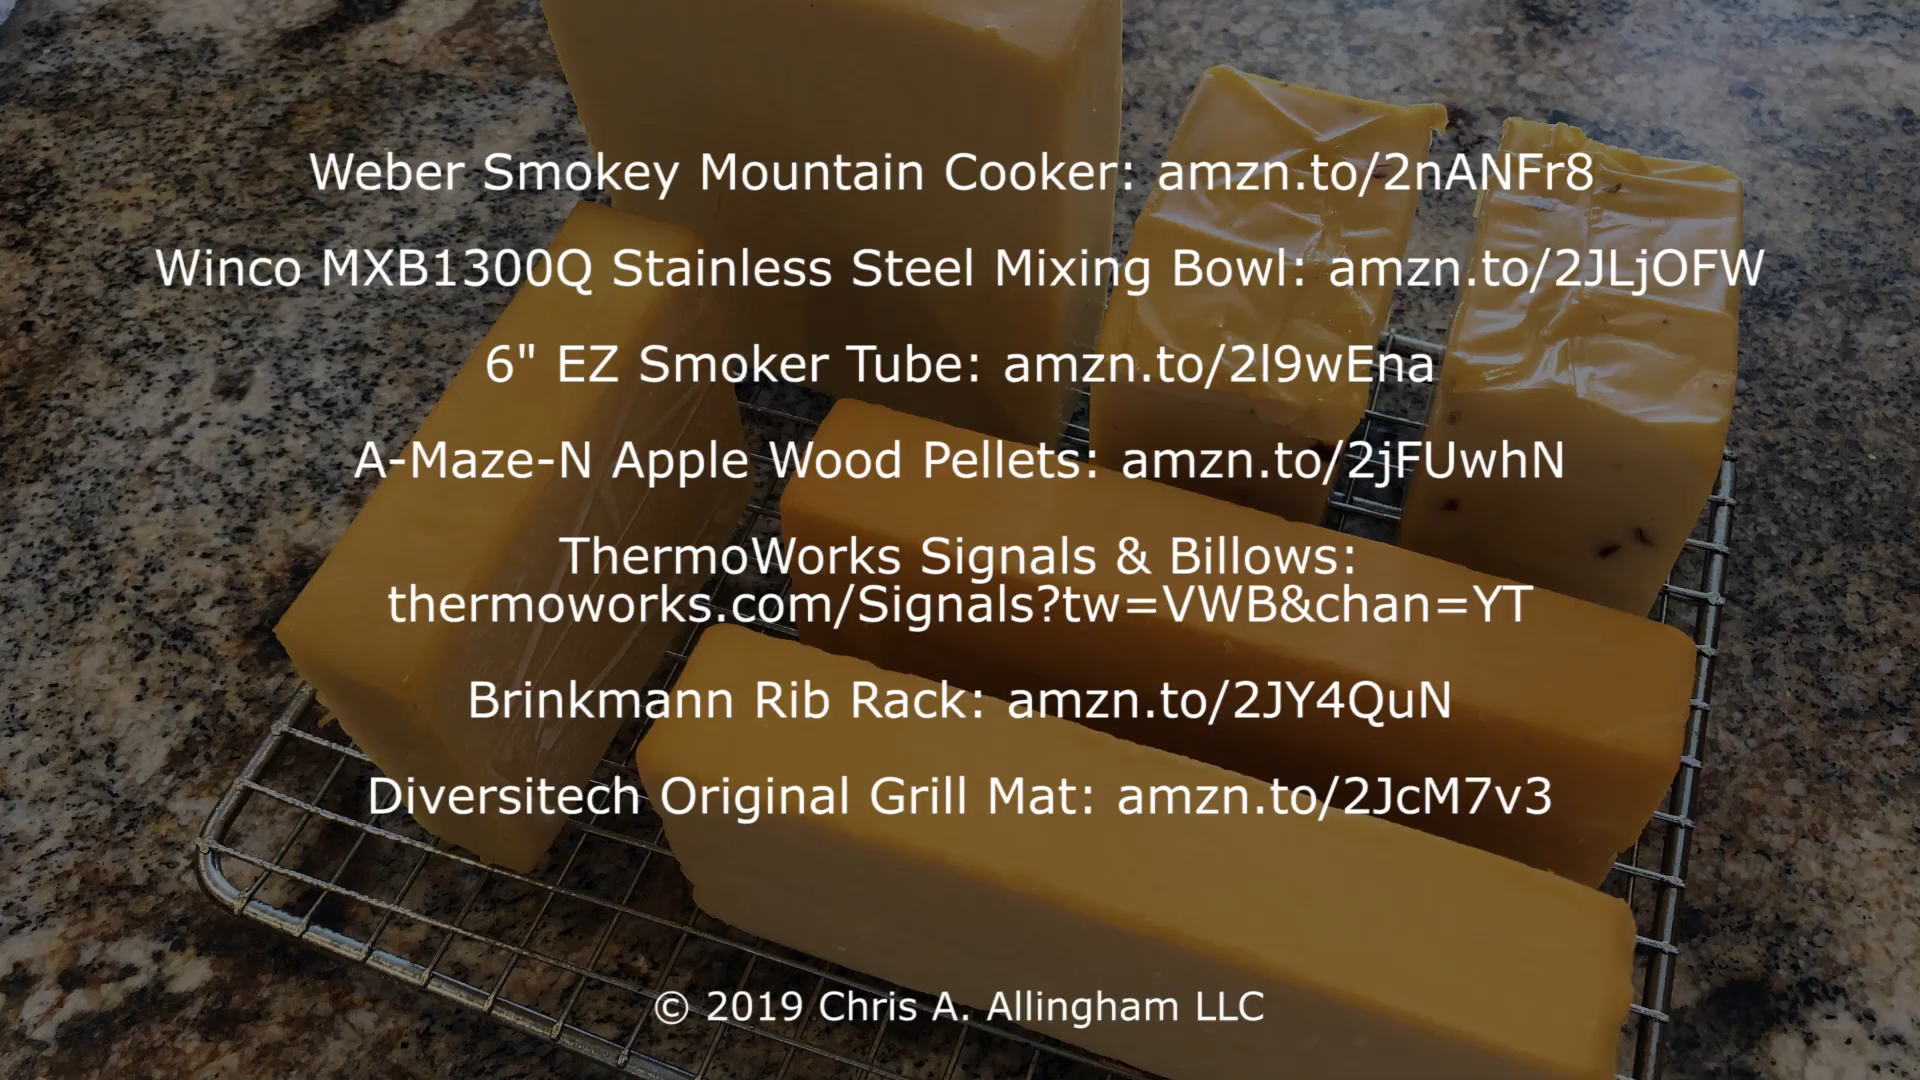 Weber Smokey Mountain Cooker: amzn.to/2nANFr8
Winco MXB1300Q Stainless Steel Mixing Bowl: amzn.to/2JLjOFW
6" EZ Smoker Tube: amzn.to/2l9wEna
A-Maze-N Apple Wood Pellets: amzn.to/2jFUwhN
ThermoWorks Signals & Billows:
thermoworks.com/Signals?tw=VWB&chan=YT
Brinkmann Rib Rack: amzn.to/2JY4QuN
Diversitech Original Grill Mat: amzn.to/2JcM7v3
© 2019 Chris A. Allingham LLC